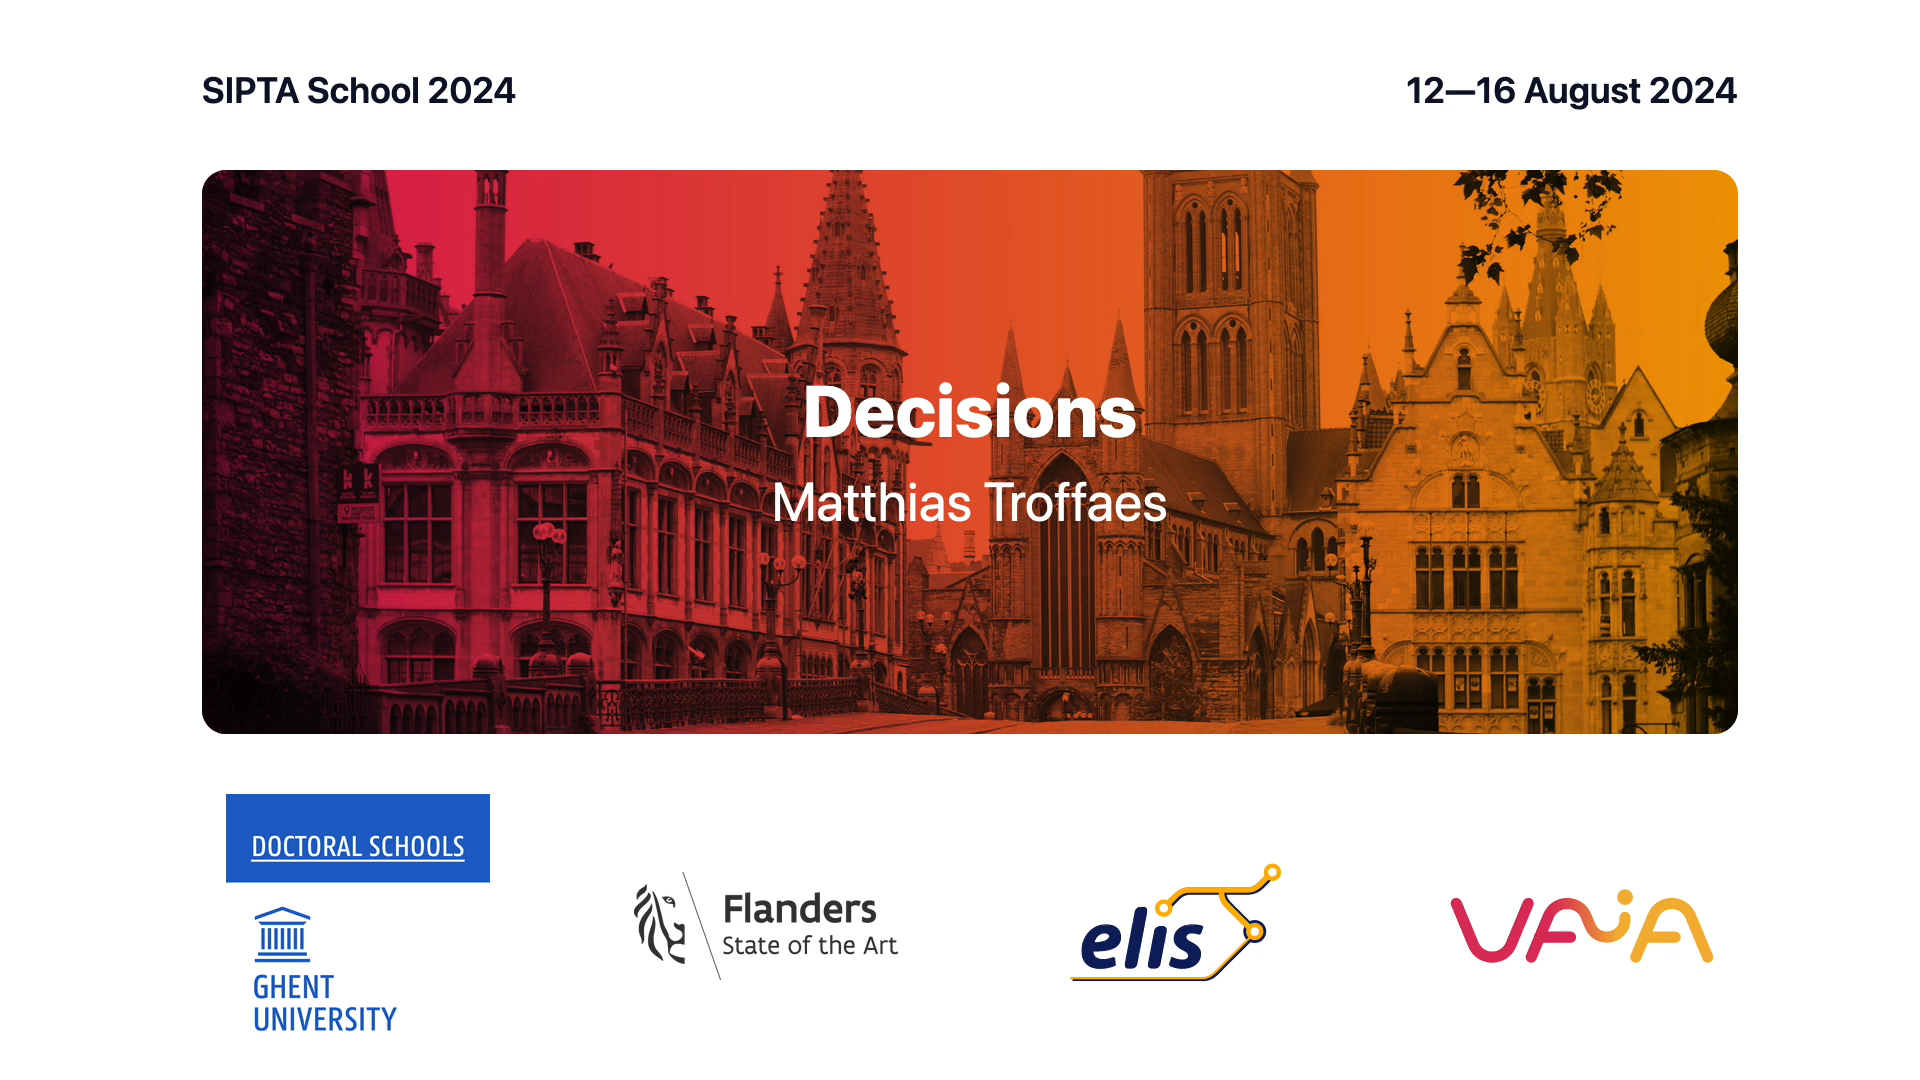 SIPTA School 2024
12—16 August 2024
Decisions
Matthias Troffaes
DOCTORAL SCHOOLS
GHENT
UNIVERSITY
Flanders
State of the Art
elis
VAiA